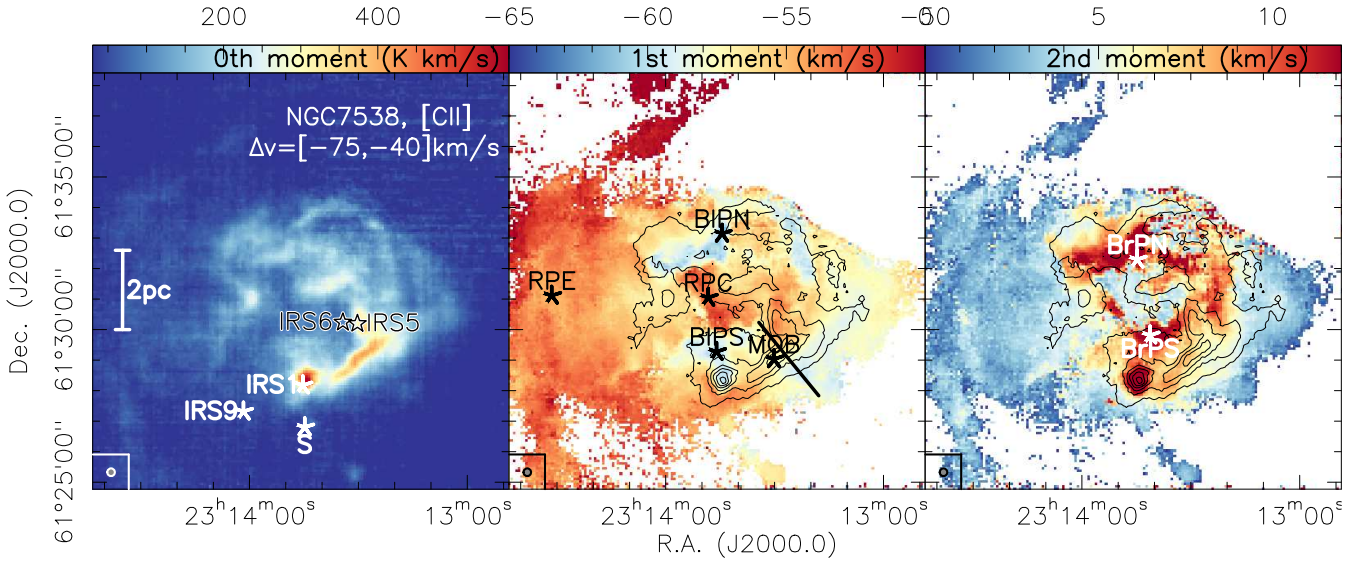 200 400 −65 −60 −55 −50 5 10
0th moment (K km/s) 1st moment (km/s) 2nd moment (km/s)
NGC7538, [CII]
Δv=[−75,−40]km/s
61°35'00''
61°30'00''
61°25'00''
Dec. (J2000.0)
2pc
IRS6 IRS5
IRS1
IRS9
S
BIPN
RPE
RPC
BIPS
MOB
BrPN
BrPS
23ʰ14ᵐ00ˢ 13ᵐ00ˢ 23ʰ14ᵐ00ˢ 13ᵐ00ˢ 23ʰ14ᵐ00ˢ 13ᵐ00ˢ
R.A. (J2000.0)